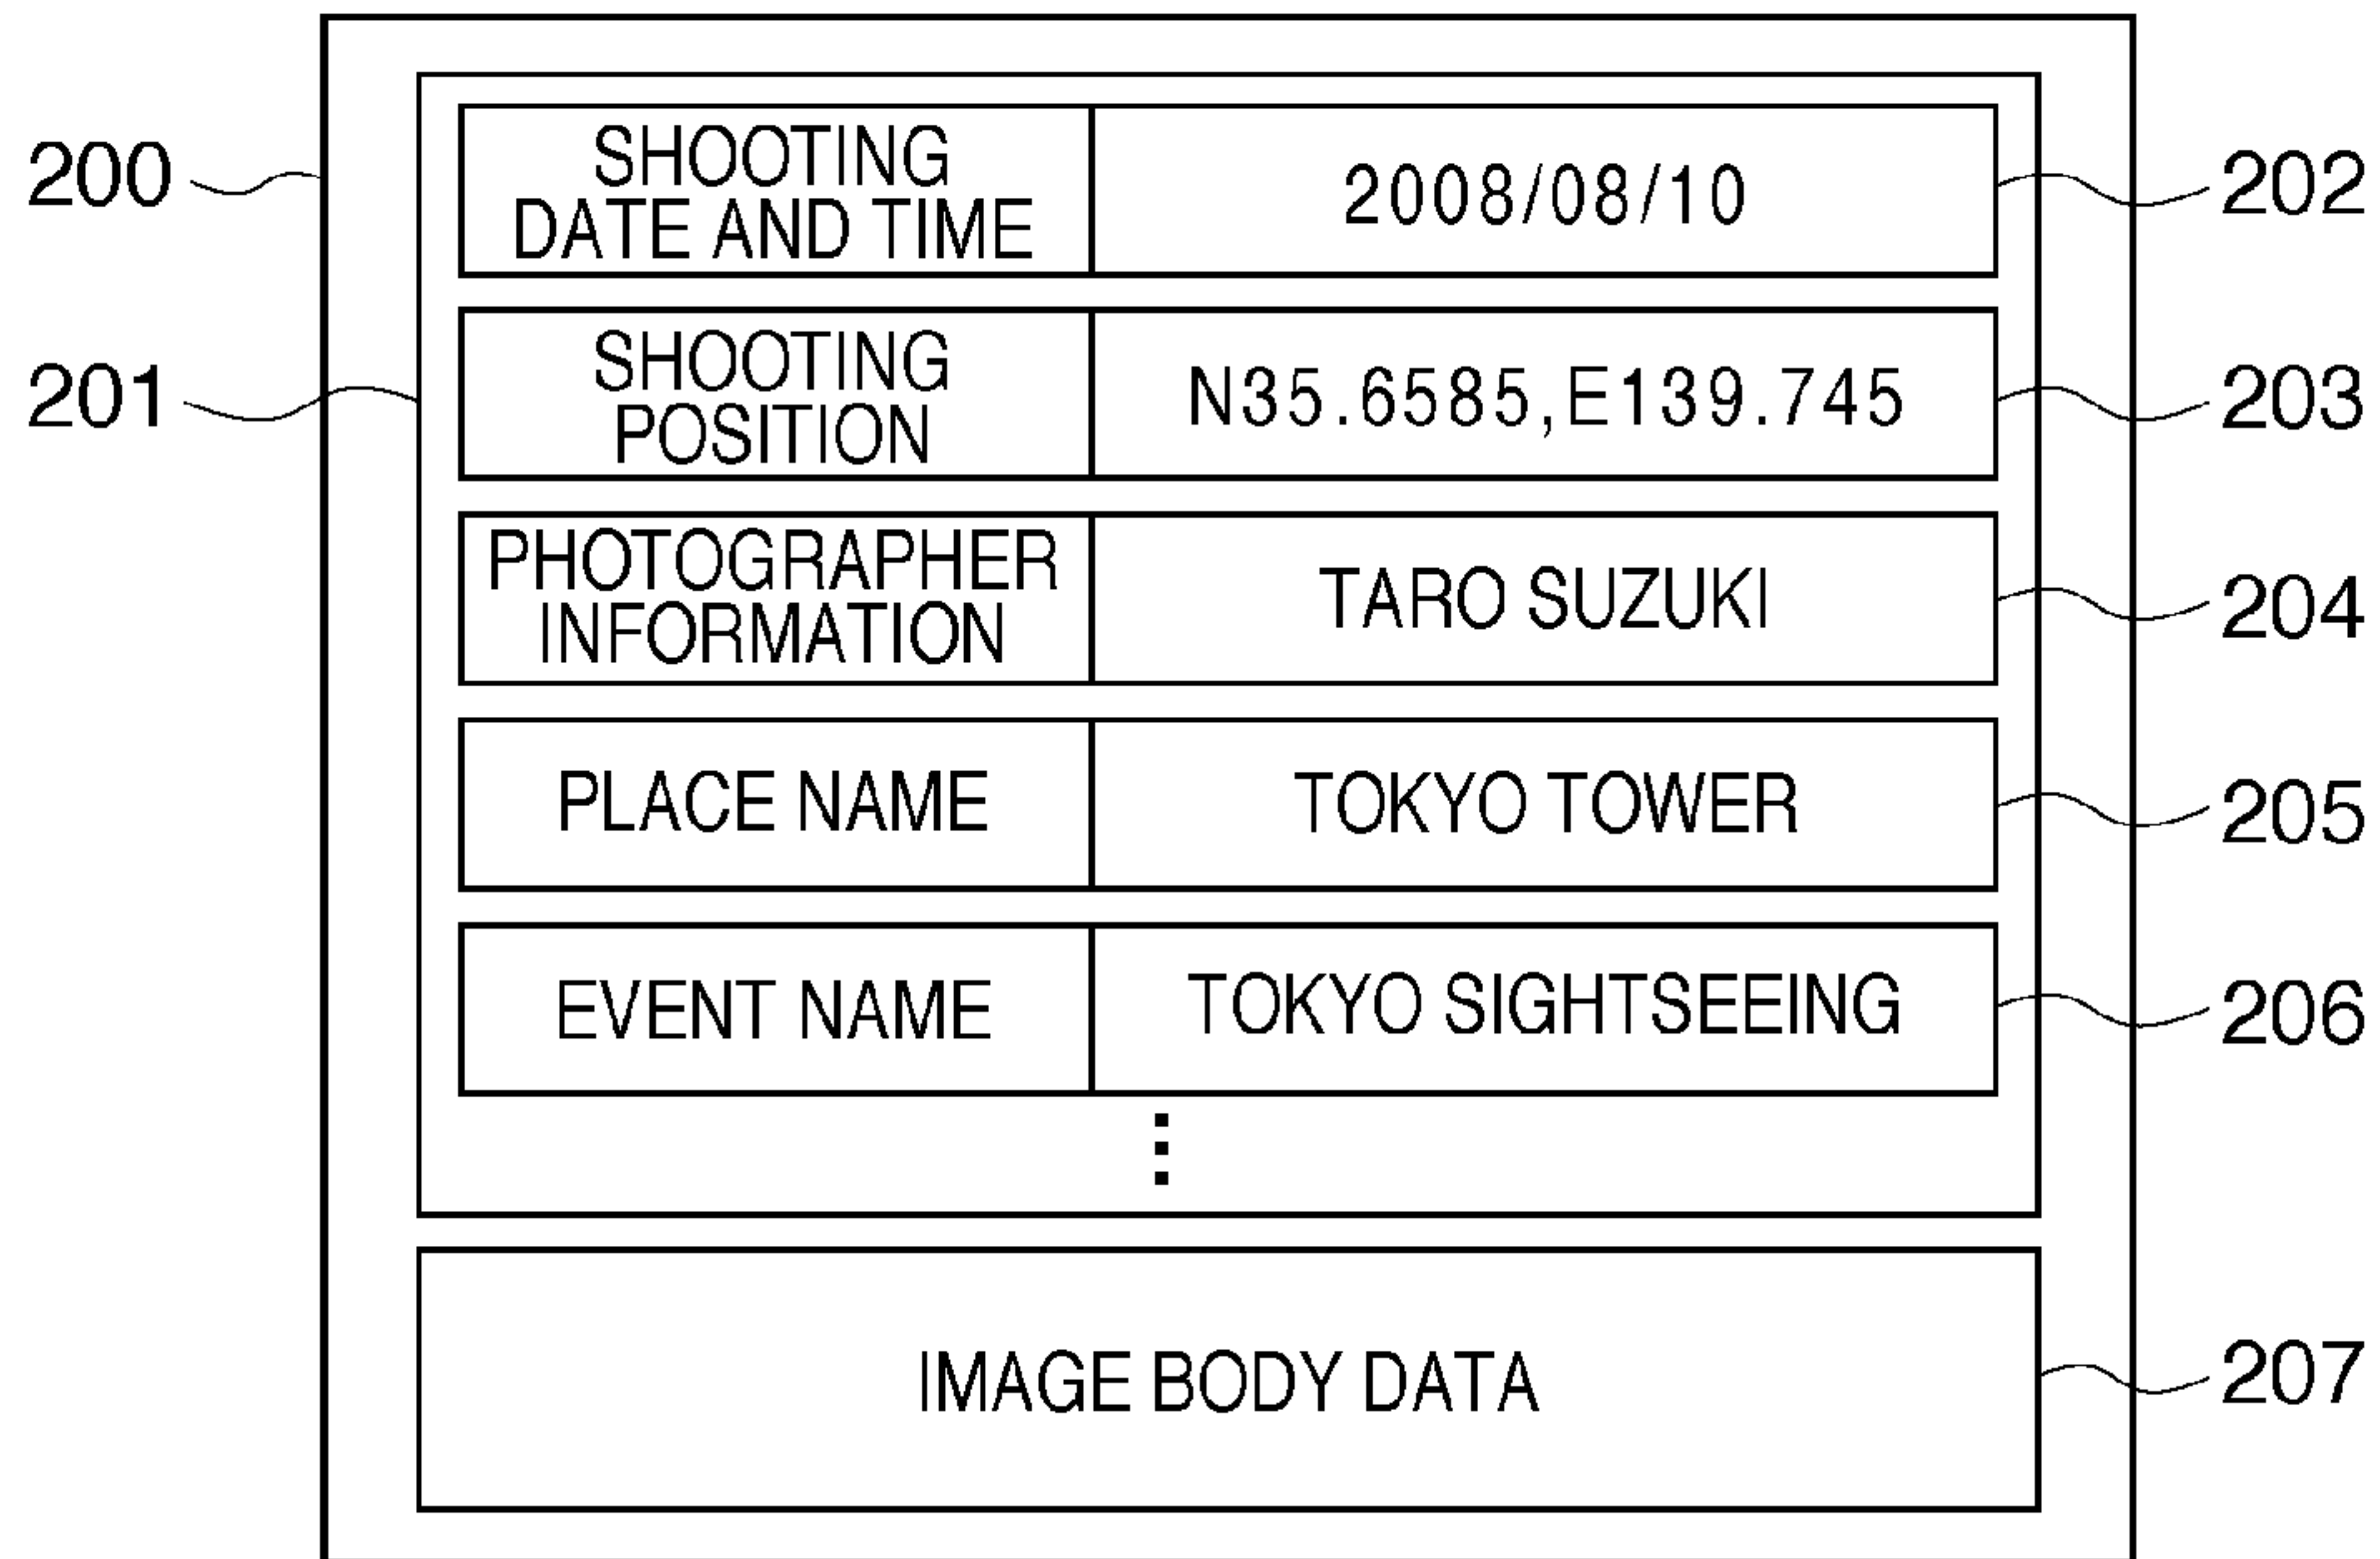 200
SHOOTING
DATE AND TIME
2008/08/10
202
201
SHOOTING
POSITION
N35.6585,E139.745
203
PHOTOGRAPHER
INFORMATION
TARO SUZUKI
204
PLACE NAME
TOKYO TOWER
205
EVENT NAME
TOKYO SIGHTSEEING
206
IMAGE BODY DATA
207